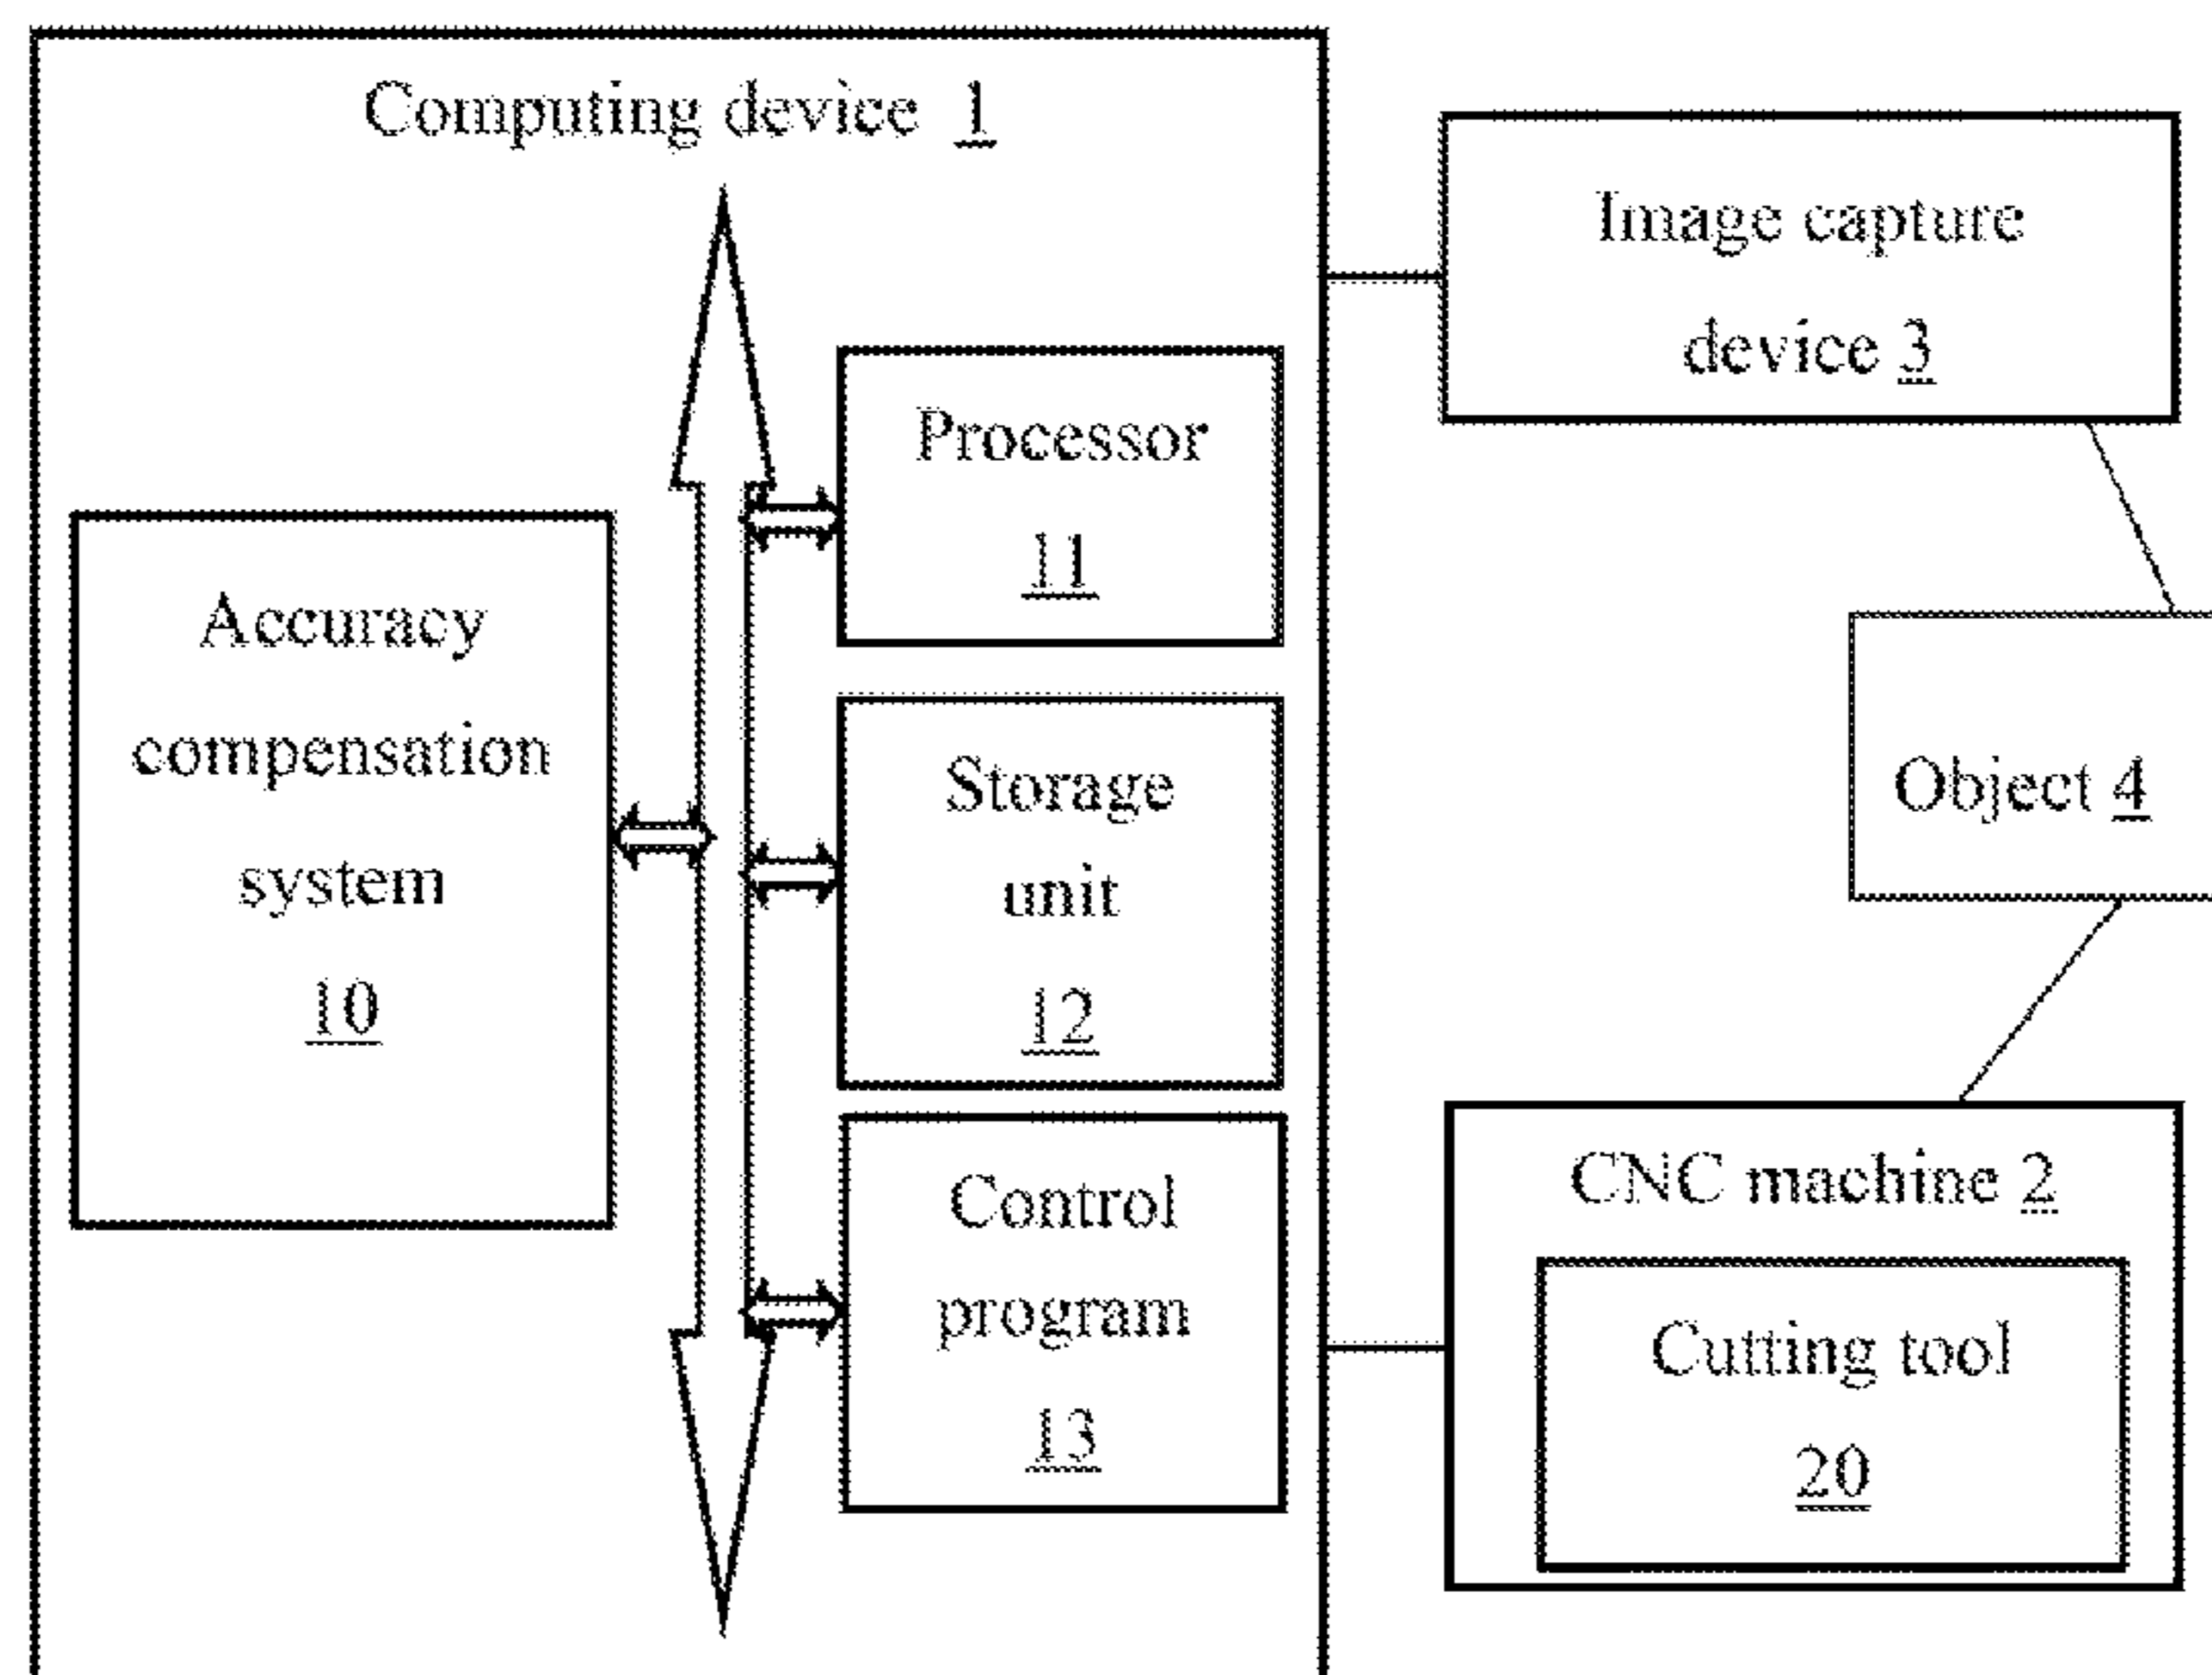 Computing device 1
Image capture
device 3
Processor
11
Accuracy
compensation
system
10
Storage
unit
12
Object 4
Control
program
13
CNC machine 2
Cutting tool
20